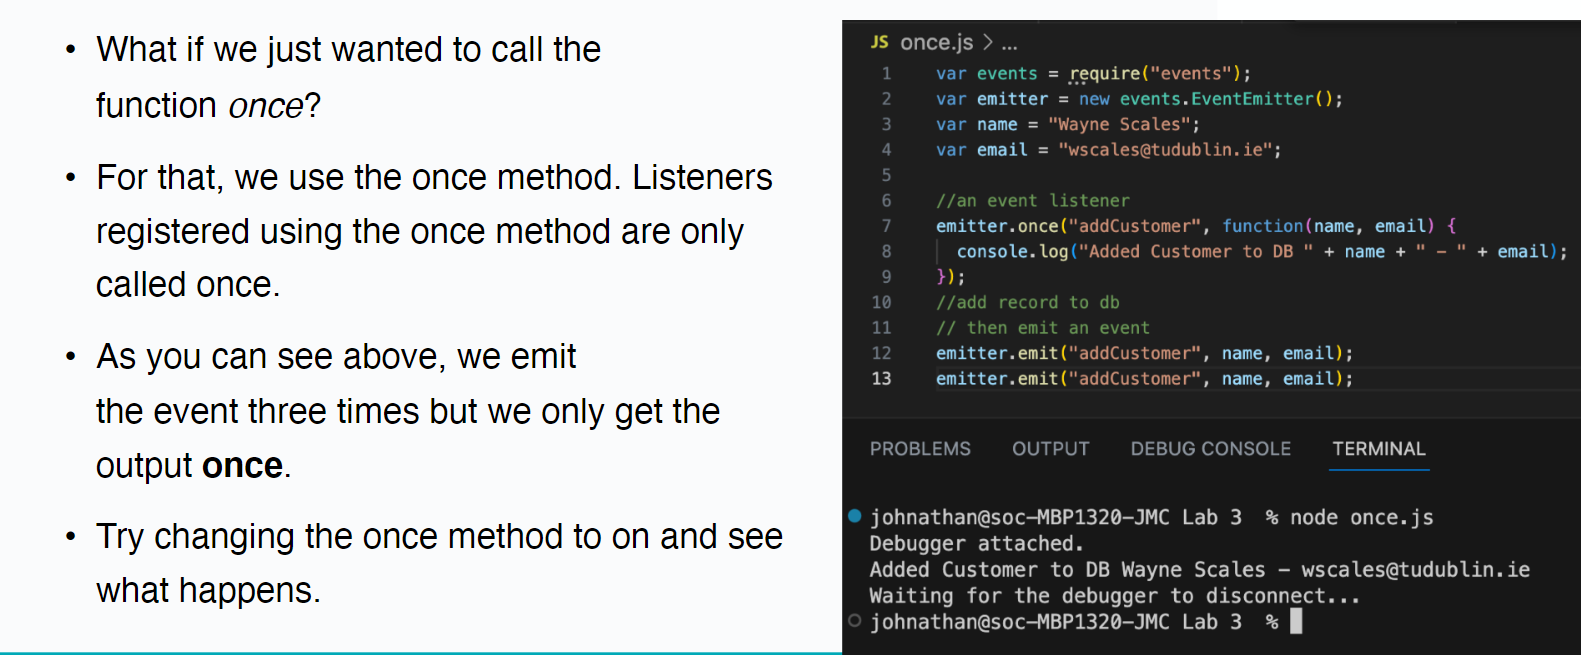 • What if we just wanted to call the
function once?
• For that, we use the once method. Listeners
registered using the once method are only
called once.
• As you can see above, we emit
the event three times but we only get the
output once.
• Try changing the once method to on and see
what happens.
JS once.js > ...
1 var events = require("events");
2 var emitter = new events.EventEmitter();
3 var name = "Wayne Scales";
4 var email = "wscales@tudublin.ie";
5
6 //an event listener
7 emitter.once("addCustomer", function(name, email) {
8 console.log("Added Customer to DB " + name + " - " + email);
9 });
10 //add record to db
11 // then emit an event
12 emitter.emit("addCustomer", name, email);
13 emitter.emit("addCustomer", name, email);
PROBLEMS OUTPUT DEBUG CONSOLE TERMINAL
johnathan@soc-MBP1320-JMC Lab 3 % node once.js
Debugger attached.
Added Customer to DB Wayne Scales - wscales@tudublin.ie
Waiting for the debugger to disconnect...
johnathan@soc-MBP1320-JMC Lab 3 %